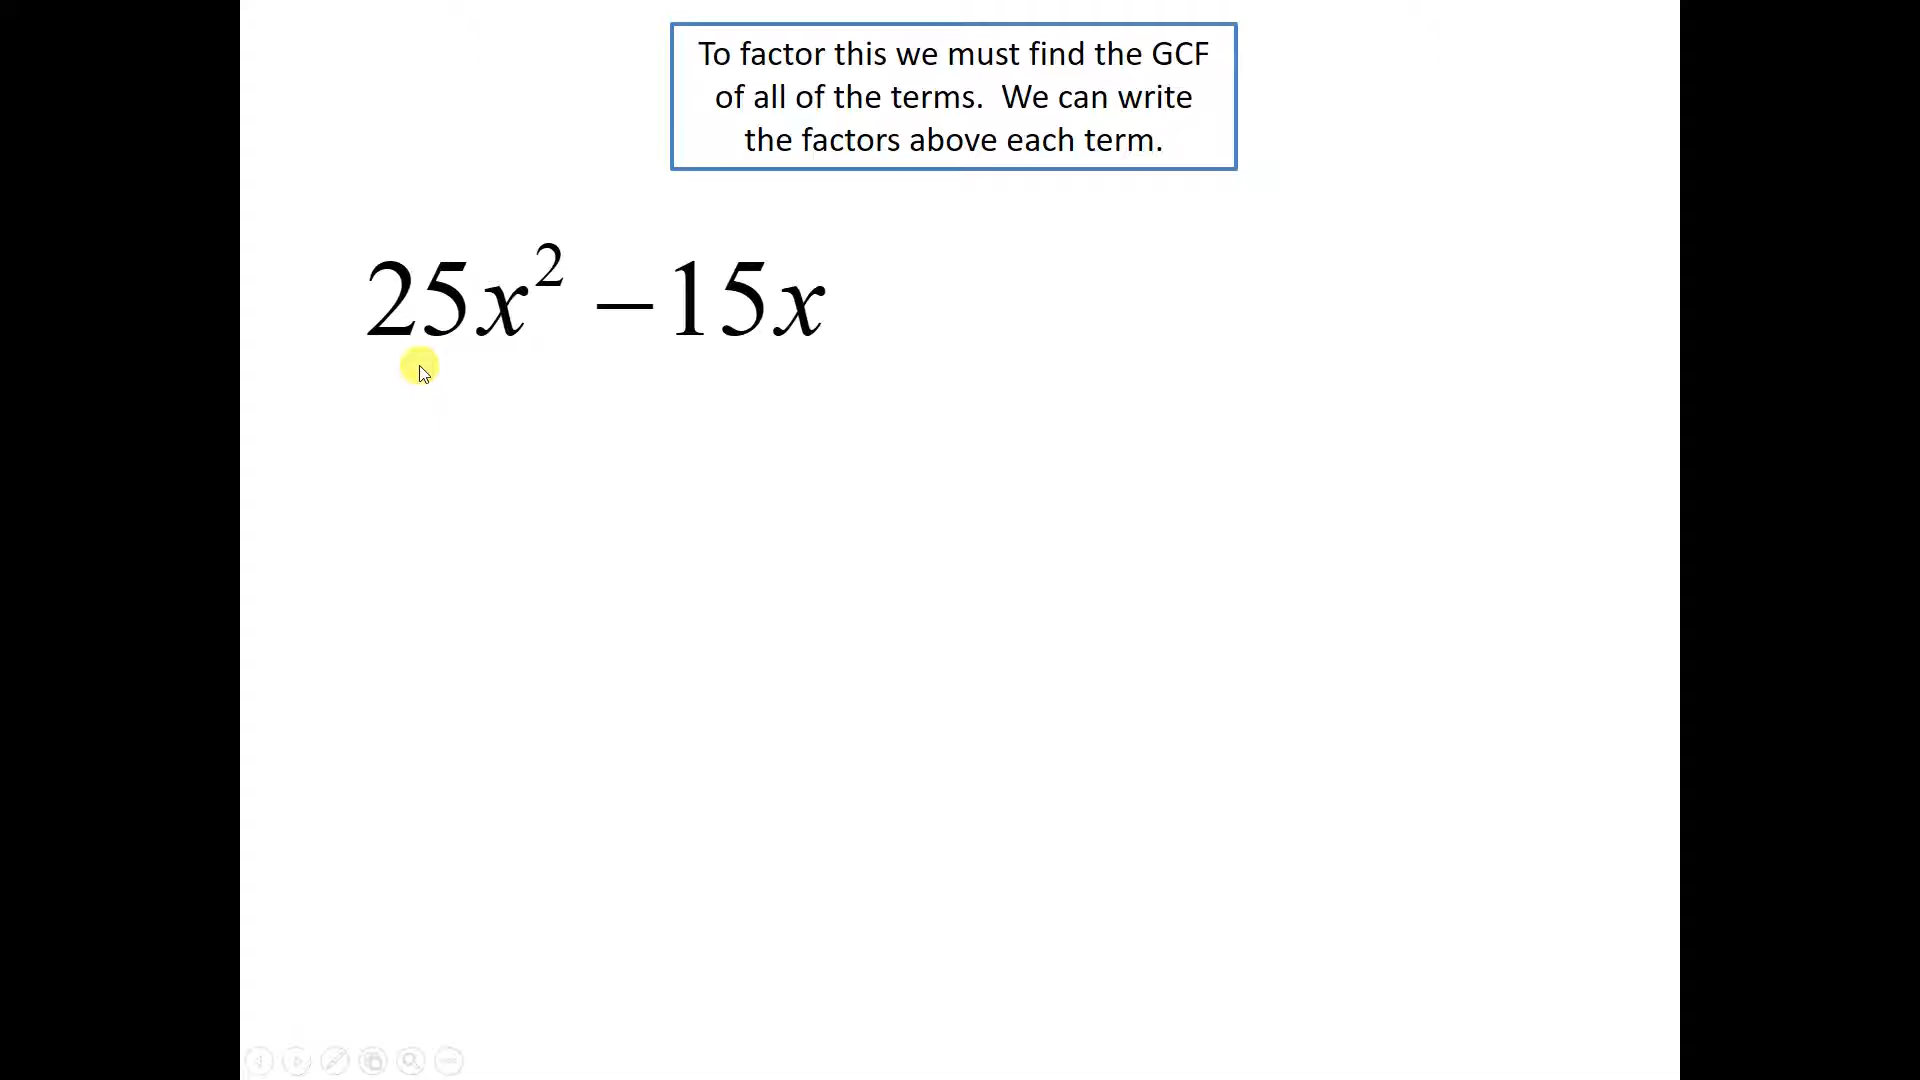 To factor this we must find the GCF
of all of the terms.  We can write
the factors above each term.
25x² – 15x